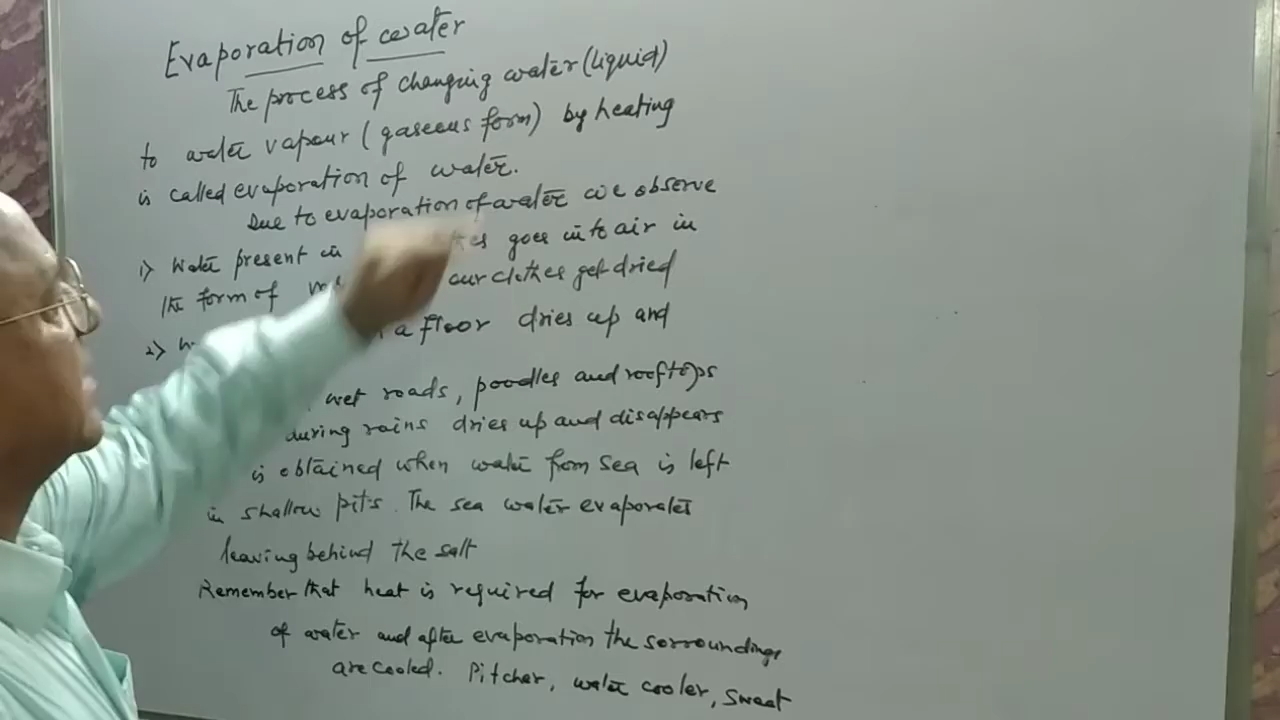 Evaporation of water
The process of changing water (liquid)
to water vapour (gaseous form) by heating
is called evaporation of water.
Due to evaporation of water we observe
1) Water present in goes into air in
the form of our clothes get dried
2) a floor dries up and
wet roads, poodles and rooftops
during rains dries up and disappears
is obtained when water from sea is left
in shallow pits. The sea water evaporates
leaving behind the salt
Remember that heat is required for evaporation
of water and after evaporation the sorroundings
are cooled. Pitcher, water cooler, sweat